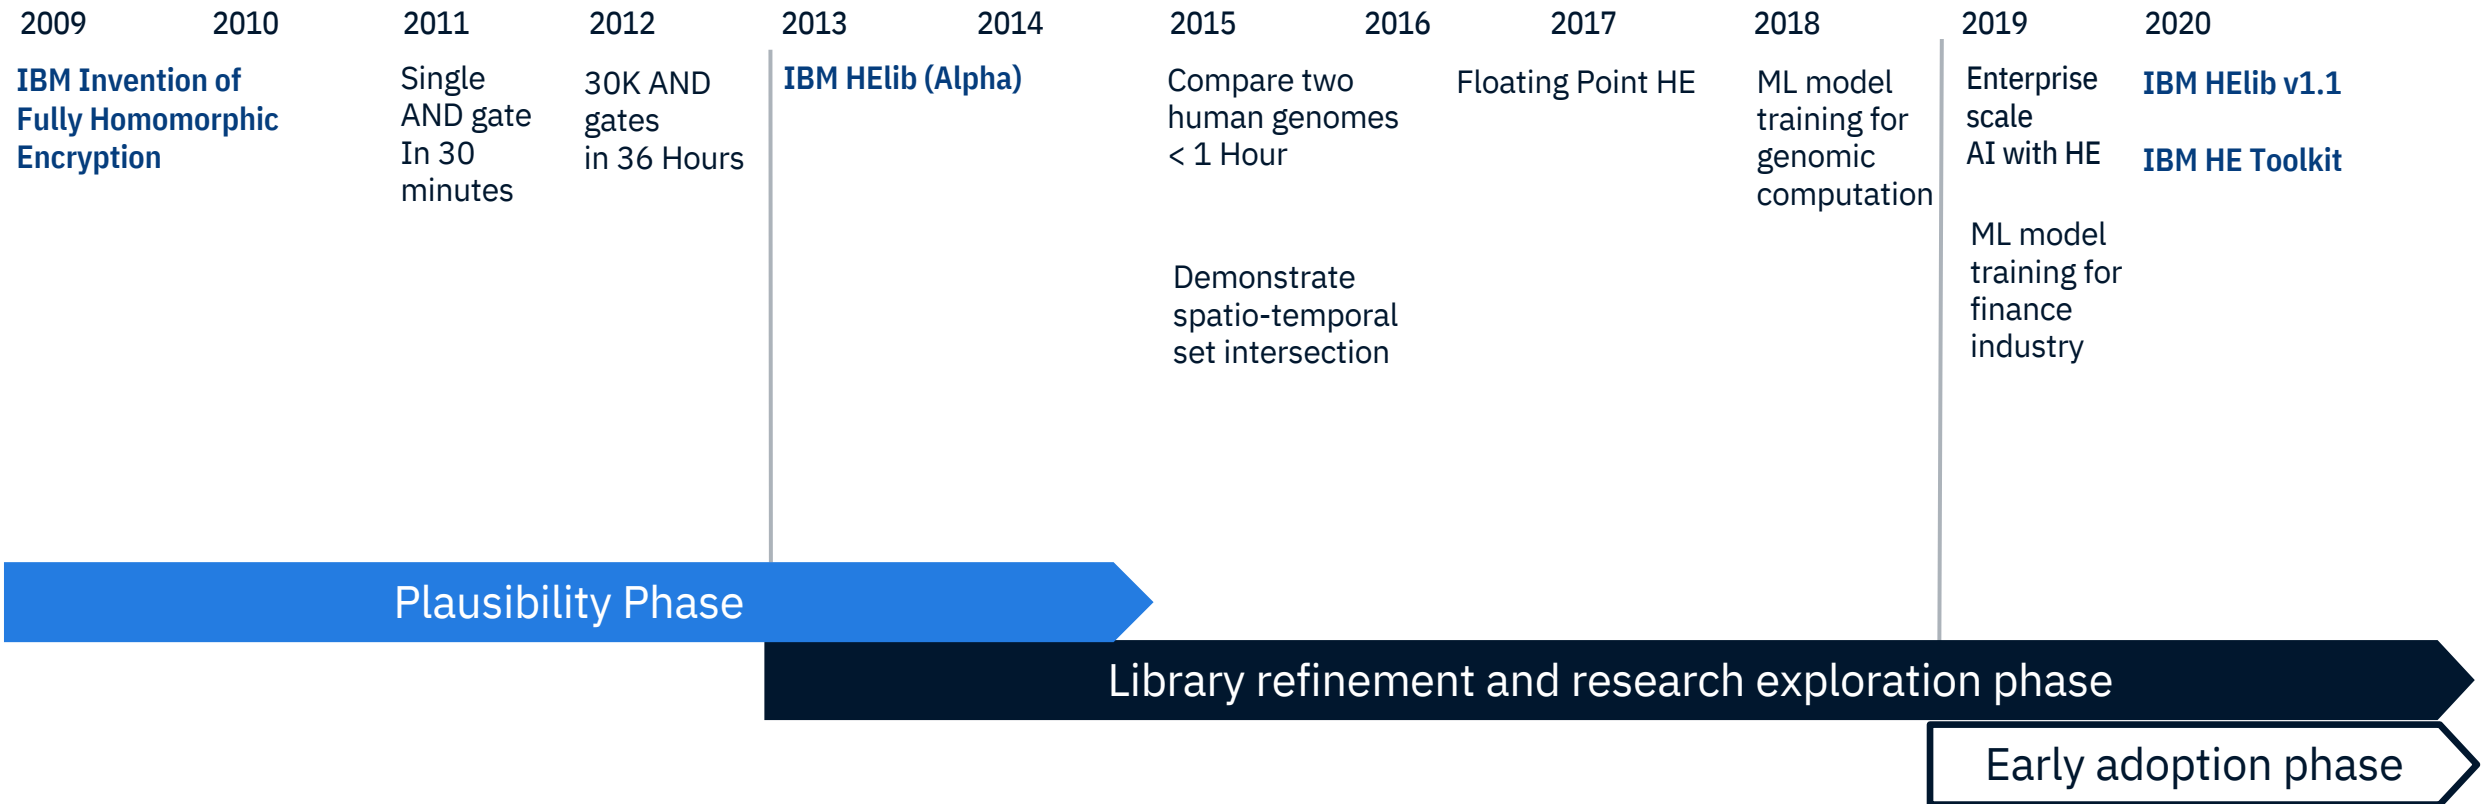 2009 2010 2011 2012 2013 2014 2015 2016 2017 2018 2019 2020
IBM Invention of
Fully Homomorphic
Encryption
Single
AND gate
In 30
minutes
30K AND
gates
in 36 Hours
IBM HElib (Alpha)
Compare two
human genomes
< 1 Hour
Demonstrate
spatio-temporal
set intersection
Floating Point HE
ML model
training for
genomic
computation
Enterprise
scale
AI with HE
ML model
training for
finance
industry
IBM HElib v1.1
IBM HE Toolkit
Plausibility Phase
Library refinement and research exploration phase
Early adoption phase